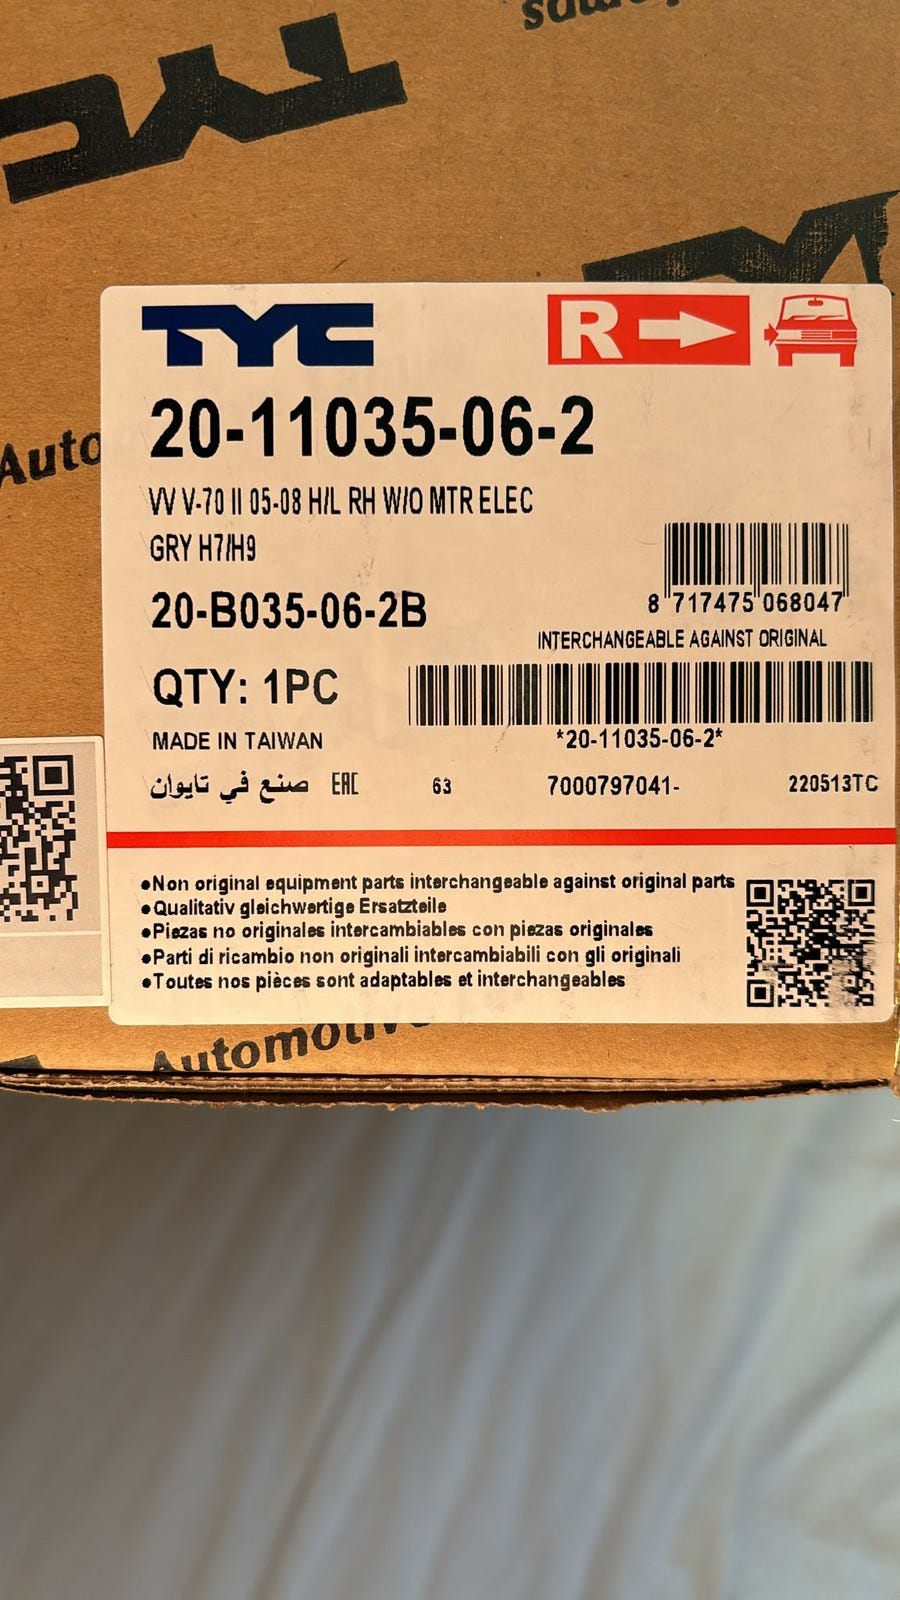 TYC
TYC
R
20-11035-06-2
VV V-70 II 05-08 H/L RH W/O MTR ELEC
GRY H7/H9
20-B035-06-2B
8 717475 068047
INTERCHANGEABLE AGAINST ORIGINAL
QTY: 1PC
*20-11035-06-2*
MADE IN TAIWAN
صنع في تايوان EAC 63 7000797041- 220513TC
•Non original equipment parts interchangeable against original parts
•Qualitativ gleichwertige Ersatzteile
•Piezas no originales intercambiables con piezas originales
•Parti di ricambio non originali intercambiabili con gli originali
•Toutes nos pièces sont adaptables et interchangeables